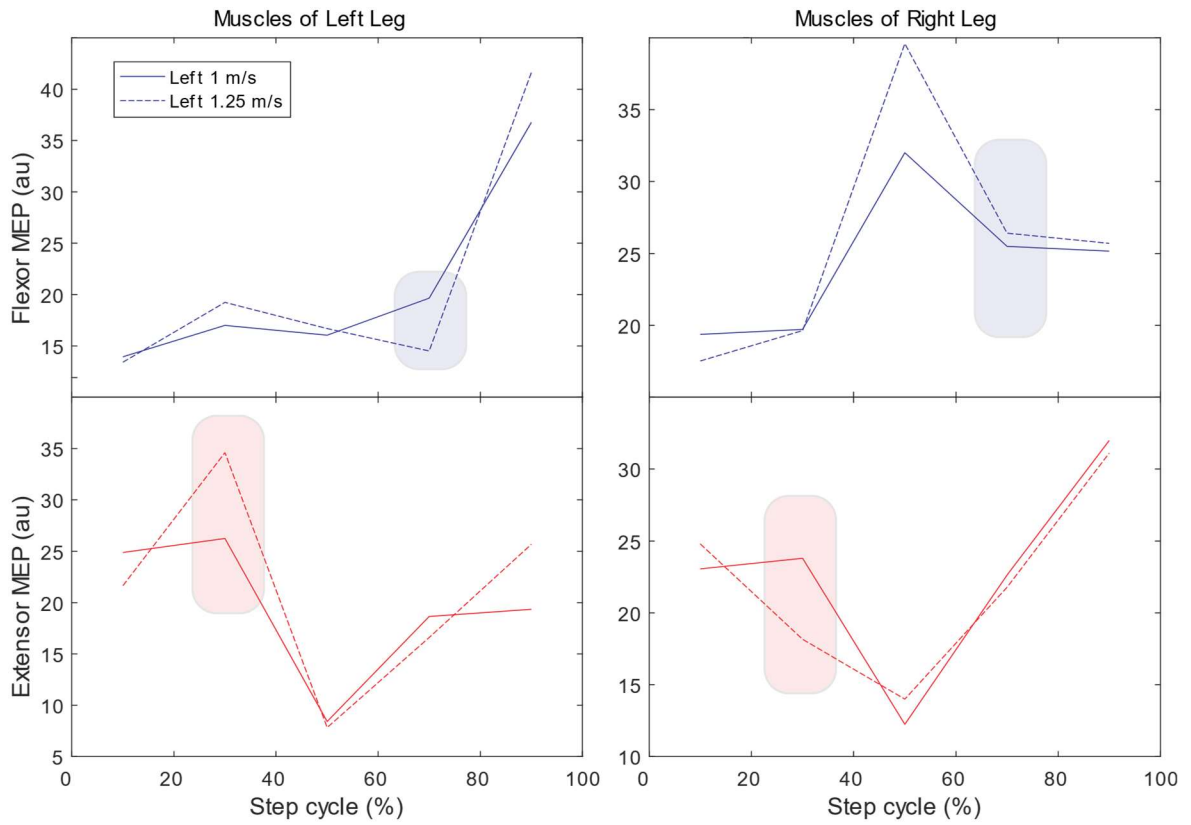 Muscles of Left Leg
Muscles of Right Leg
Left 1 m/s
Left 1.25 m/s
Flexor MEP (au)
40
35
30
25
20
15
35
30
25
20
Extensor MEP (au)
35
30
25
20
15
10
5
0 20 40 60 80 100
Step cycle (%)
30
25
20
15
10
0 20 40 60 80 100
Step cycle (%)